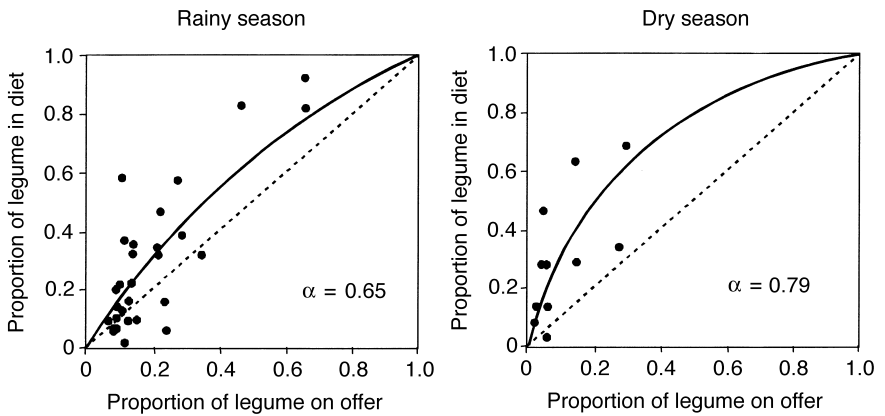 Rainy season
Proportion of legume in diet
1.0
0.8
0.6
0.4
0.2
0
α = 0.65
0 0.2 0.4 0.6 0.8 1.0
Proportion of legume on offer
Dry season
Proportion of legume in diet
1.0
0.8
0.6
0.4
0.2
0
α = 0.79
0 0.2 0.4 0.6 0.8 1.0
Proportion of legume on offer